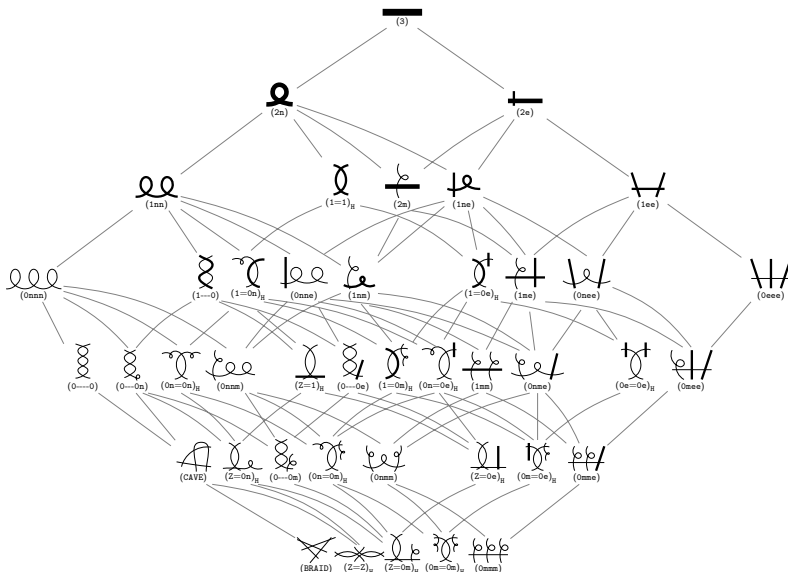 (3)
(2n) (2e)
(1nn) (1=1)H (2m) (1ne) (1ee)
(0nnn) (1---0) (1=0n)H (0nne) (1nm) (1=0e)H (1me) (0nee) (0eee)
(0----0) (0---0n) (0n=0n)H (0nnm) (Z=1)H (0---0e) (1=0m)H (0n=0e)H (1mm) (0nme) (0e=0e)H (0mee)
(CAVE) (Z=0n)H (0---0m) (0n=0m)H (0nmm) (Z=0e)H (0m=0e)H (0mme)
(BRAID) (Z=Z)H (Z=0m)H (0m=0m)H (0mmm)